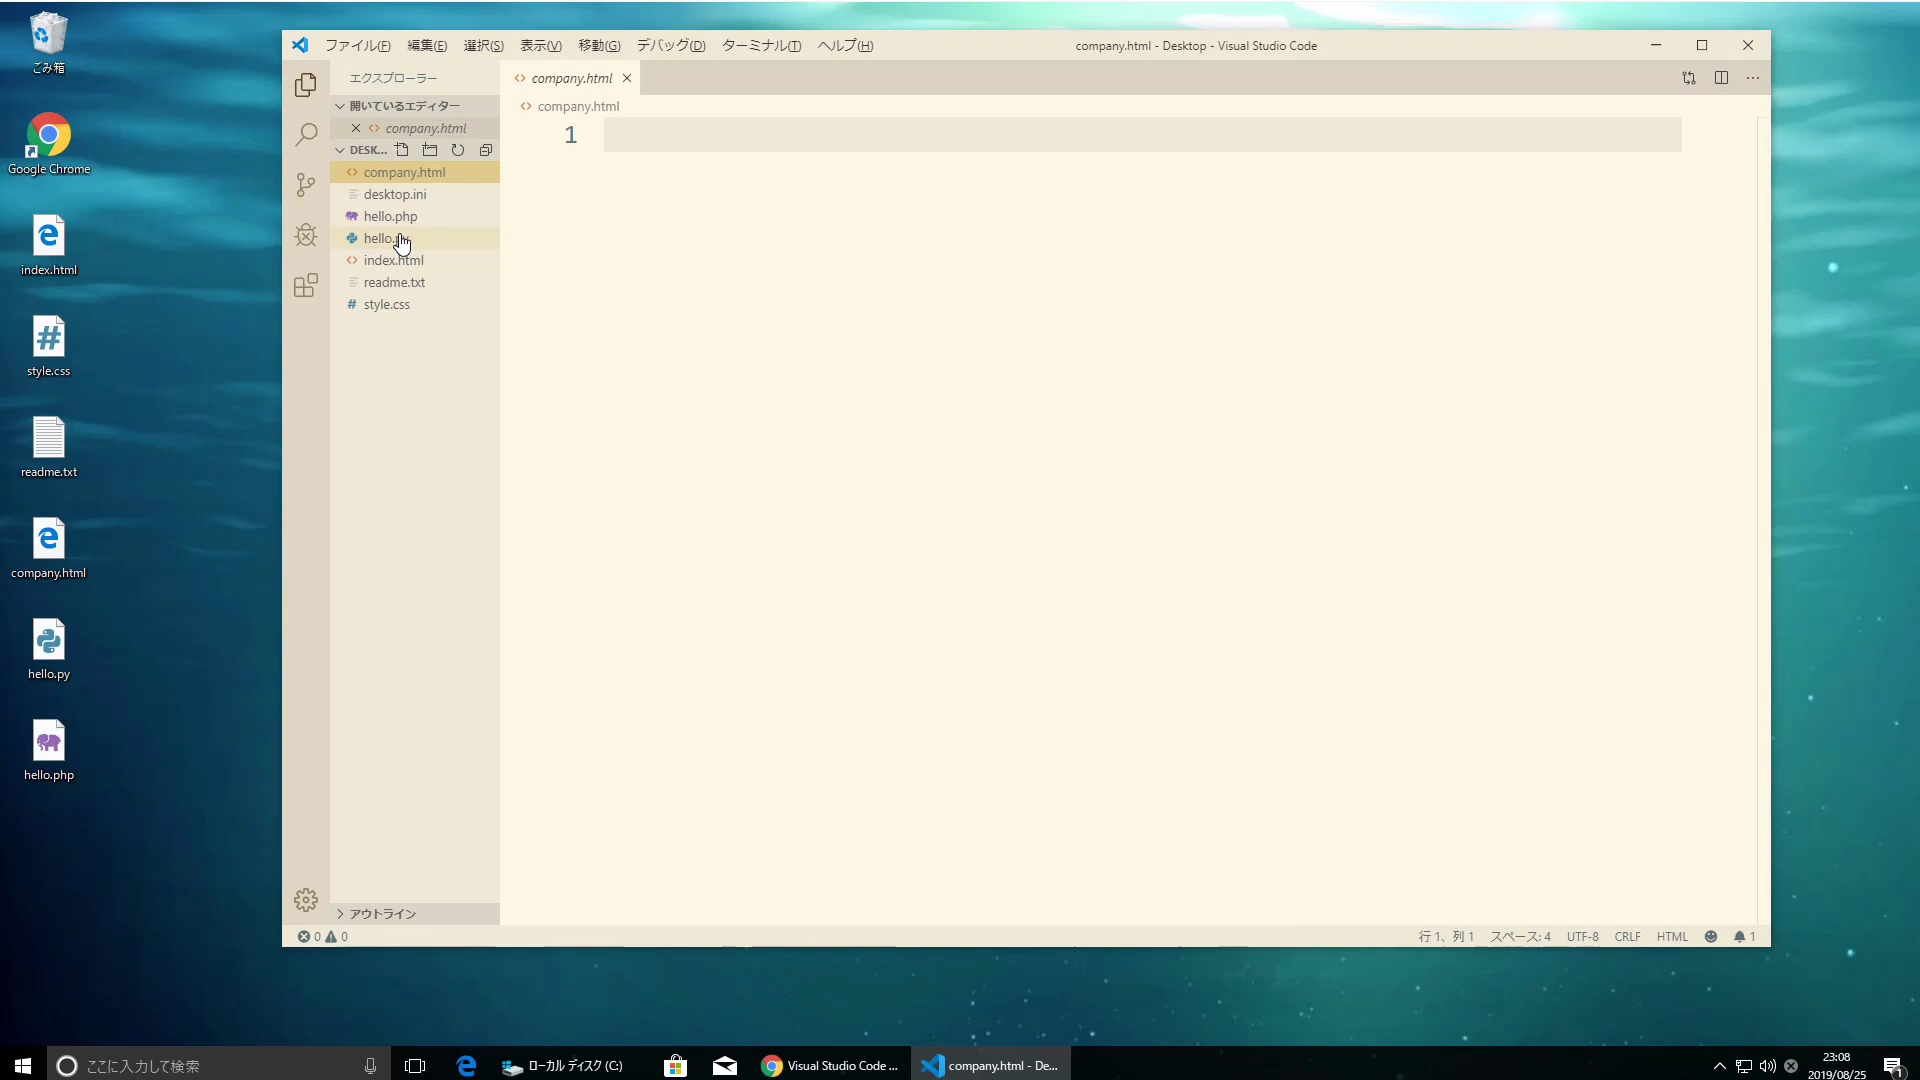 ごみ箱
Google Chrome
index.html
style.css
readme.txt
company.html
hello.py
hello.php
ファイル(F) 編集(E) 選択(S) 表示(V) 移動(G) デバッグ(D) ターミナル(T) ヘルプ(H)
company.html - Desktop - Visual Studio Code
エクスプローラー
開いているエディター
company.html
DESK...
company.html
desktop.ini
hello.php
hello.py
index.html
readme.txt
style.css
アウトライン
company.html
company.html
1
0 0
行 1、列 1 スペース: 4 UTF-8 CRLF HTML 1
ここに入力して検索
ローカル ディスク (C:)
Visual Studio Code ...
company.html - De...
23:08
2019/08/25
1